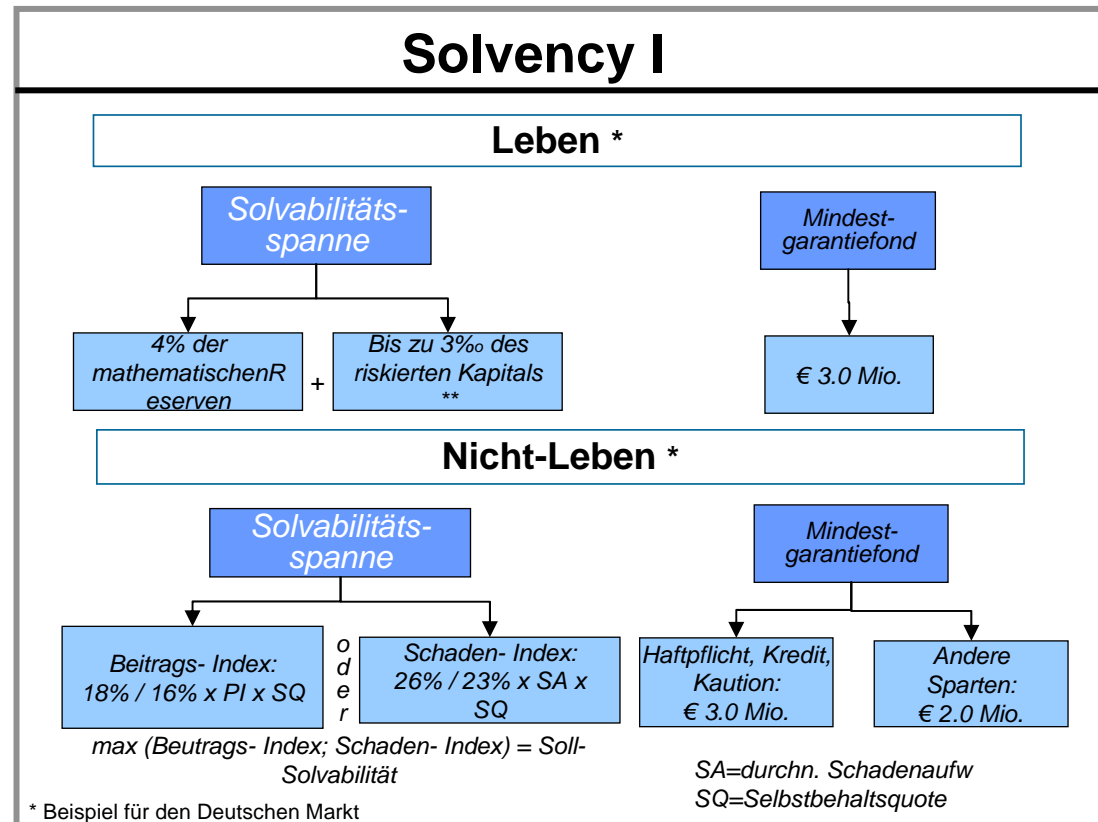 Solvency I
Leben *
Solvabilitäts-
spanne
Mindest-
garantiefond
4% der
mathematischenR
eserven
+
Bis zu 3‰ des
riskierten Kapitals
**
€ 3.0 Mio.
Nicht-Leben *
Solvabilitäts-
spanne
Mindest-
garantiefond
Beitrags- Index:
18% / 16% x PI x SQ
o
d
e
r
Schaden- Index:
26% / 23% x SA x
SQ
Haftpflicht, Kredit,
Kaution:
€ 3.0 Mio.
Andere
Sparten:
€ 2.0 Mio.
max (Beutrags- Index; Schaden- Index) = Soll-
Solvabilität
SA=durchn. Schadenaufw
SQ=Selbstbehaltsquote
* Beispiel für den Deutschen Markt